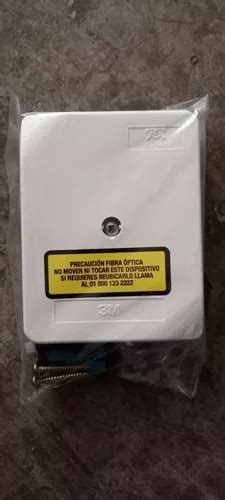 PRECAUCIÓN FIBRA ÓPTICA
NO MOVER NI TOCAR ESTE DISPOSITIVO
SI REQUIERES REUBICARLO LLAMA
AL 01 800 123 2222
3M